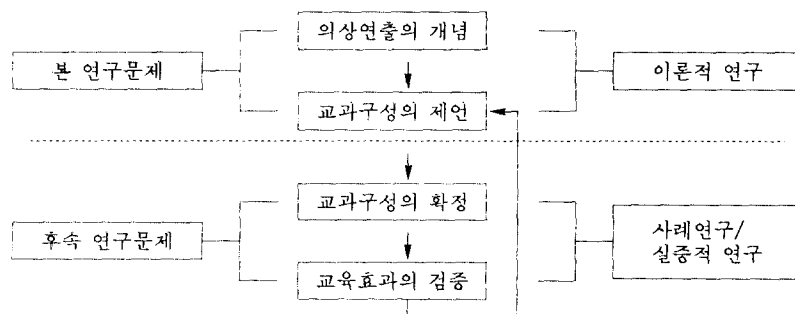 의상연출의 개념
본 연구문제
이론적 연구
교과구성의 제언
교과구성의 확정
후속 연구문제
사례연구/
실증적 연구
교육효과의 검증